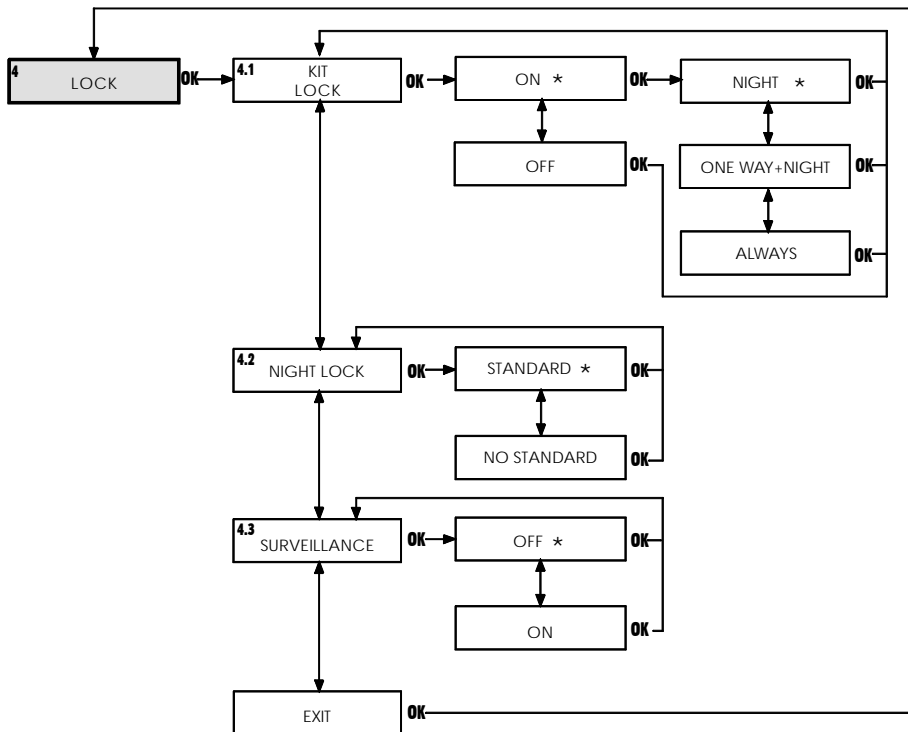 4
LOCK
OK
4.1
KIT
LOCK
OK
ON *
OK
NIGHT *
OK
OFF
OK
ONE WAY+NIGHT
OK
ALWAYS
OK
4.2
NIGHT LOCK
OK
STANDARD *
OK
NO STANDARD
OK
4.3
SURVEILLANCE
OK
OFF *
OK
ON
OK
EXIT
OK